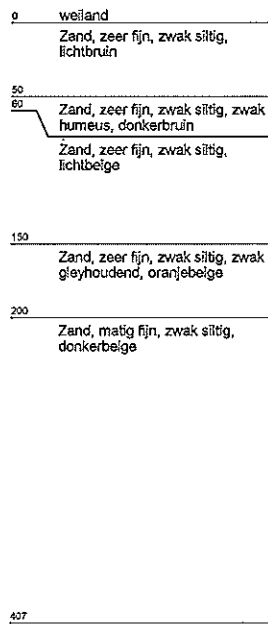 0 weiland
Zand, zeer fijn, zwak siltig,
lichtbruin
50
60 Zand, zeer fijn, zwak siltig, zwak
humeus, donkerbruin
Zand, zeer fijn, zwak siltig,
lichtbeige
150
Zand, zeer fijn, zwak siltig, zwak
gleyhoudend, oranjebeige
200
Zand, matig fijn, zwak siltig,
donkerbeige
407